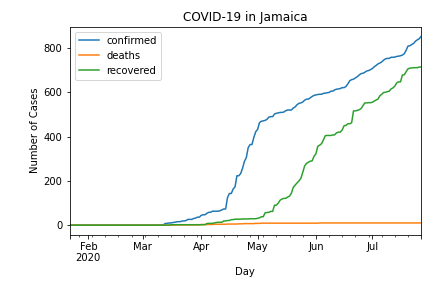 COVID-19 in Jamaica
confirmed
deaths
recovered
Number of Cases
800
600
400
200
0
Feb
2020
Mar
Apr
May
Jun
Jul
Day